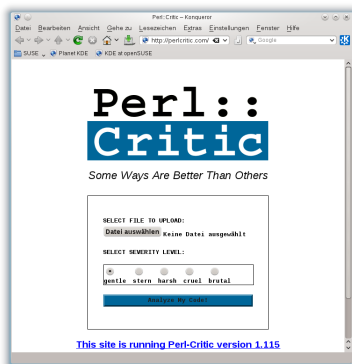 Perl::Critic – Konqueror
Datei Bearbeiten Ansicht Gehe zu Lesezeichen Extras Einstellungen Fenster Hilfe
http://perlcritic.com/ Google
SUSE Planet KDE KDE at openSUSE
Perl::
Critic
Some Ways Are Better Than Others
SELECT FILE TO UPLOAD:
Datei auswählen Keine Datei ausgewählt
SELECT SEVERITY LEVEL:
gentle stern harsh cruel brutal
Analyze My Code!
This site is running Perl-Critic version 1.115